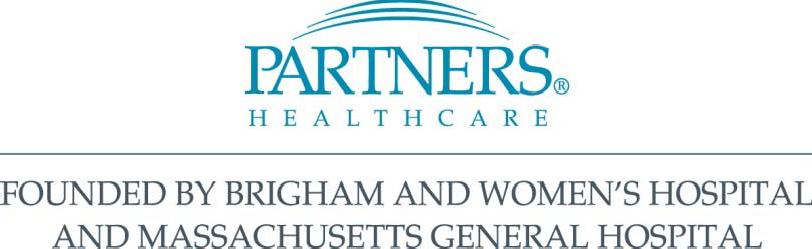 PARTNERS®
HEALTHCARE
FOUNDED BY BRIGHAM AND WOMEN'S HOSPITAL
AND MASSACHUSETTS GENERAL HOSPITAL